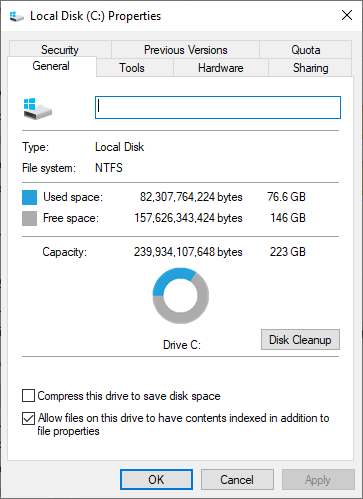 Local Disk (C:) Properties
Security Previous Versions Quota
General Tools Hardware Sharing
Type: Local Disk
File system: NTFS
Used space: 82,307,764,224 bytes 76.6 GB
Free space: 157,626,343,424 bytes 146 GB
Capacity: 239,934,107,648 bytes 223 GB
Drive C:
Disk Cleanup
Compress this drive to save disk space
Allow files on this drive to have contents indexed in addition to
file properties
OK Cancel Apply